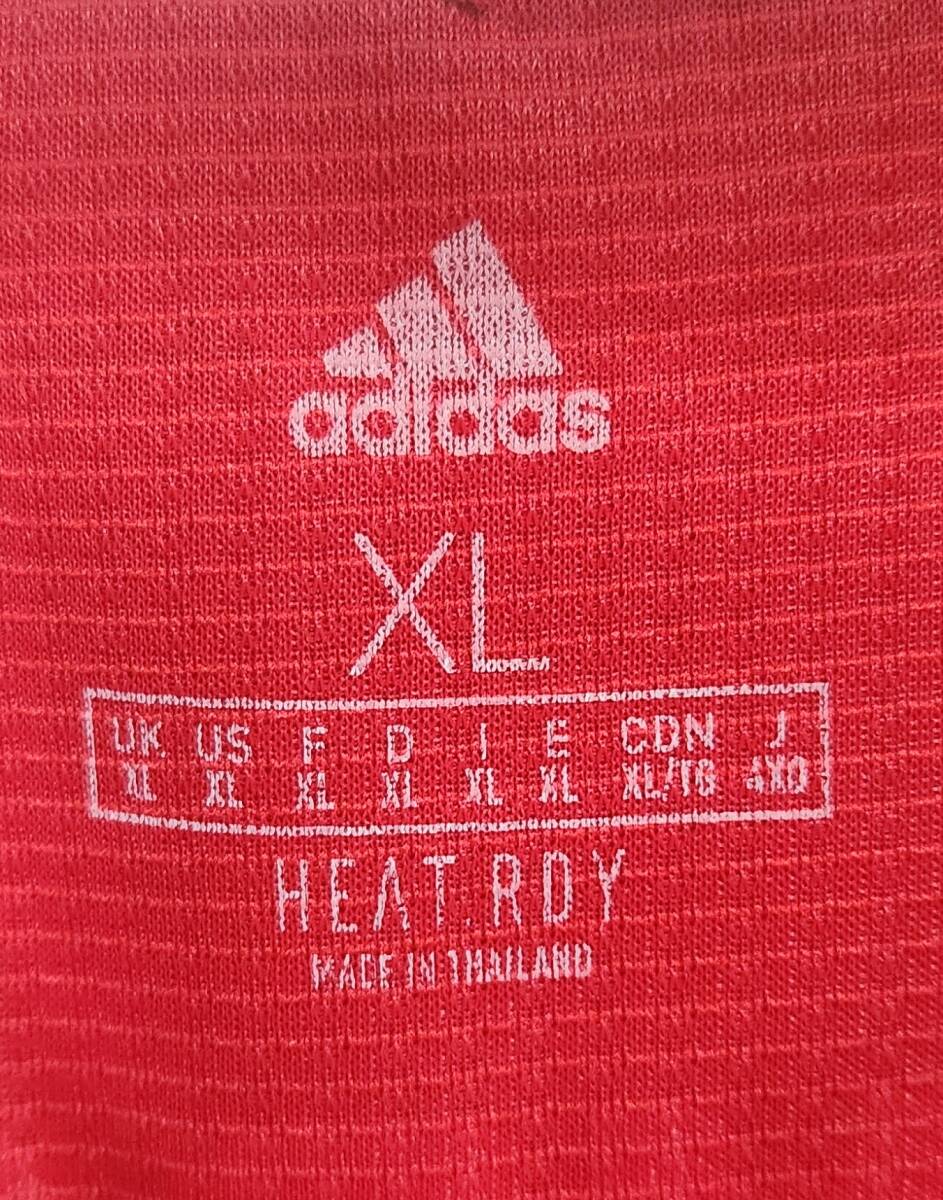 adidas
XL
UK US F D I E CDN J
XL XL XL XL XL XL XL/TG 4XO
HEAT.RDY
MADE IN THAILAND